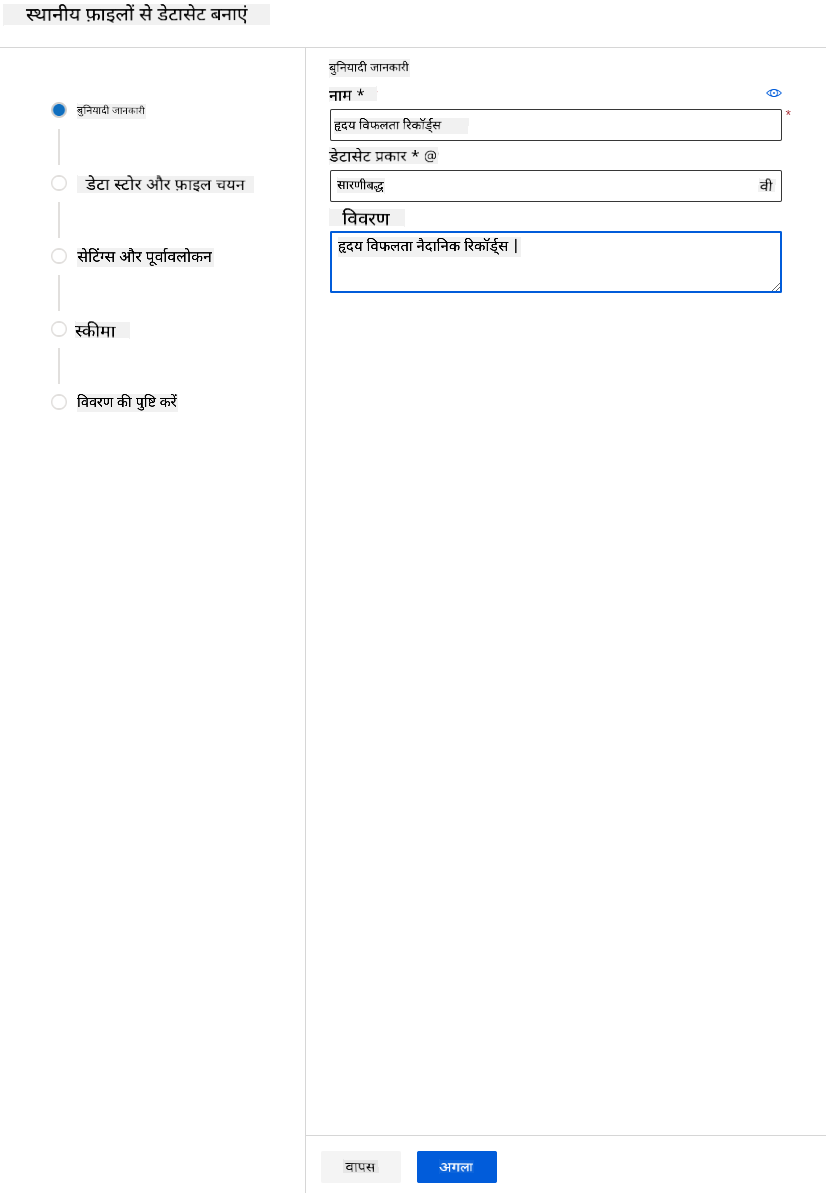 स्थानीय फ़ाइलों से डेटासेट बनाएं
बुनियादी जानकारी
डेटा स्टोर और फ़ाइल चयन
सेटिंग्स और पूर्वावलोकन
स्कीमा
विवरण की पुष्टि करें
बुनियादी जानकारी
नाम *
हृदय विफलता रिकॉर्ड्स
*
डेटासेट प्रकार * @
सारणीबद्ध
वी
विवरण
हृदय विफलता नैदानिक रिकॉर्ड्स |
वापस
अगला